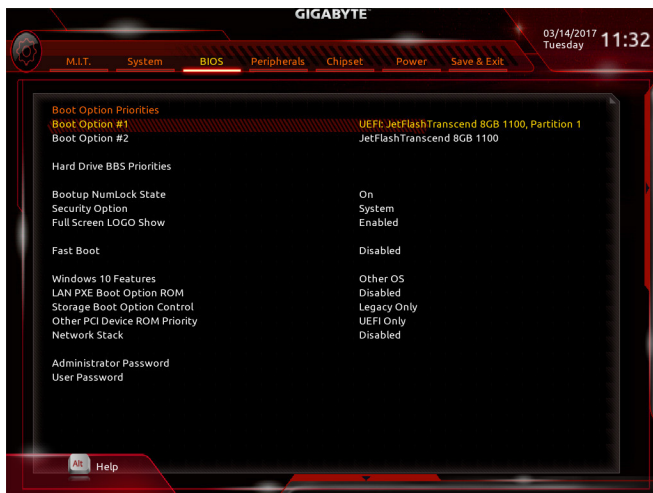 GIGABYTE™
03/14/2017
Tuesday 11:32
M.I.T. System BIOS Peripherals Chipset Power Save & Exit
Boot Option Priorities
Boot Option #1 UEFI: JetFlashTranscend 8GB 1100, Partition 1
Boot Option #2 JetFlashTranscend 8GB 1100
Hard Drive BBS Priorities
Bootup NumLock State On
Security Option System
Full Screen LOGO Show Enabled
Fast Boot Disabled
Windows 10 Features Other OS
LAN PXE Boot Option ROM Disabled
Storage Boot Option Control Legacy Only
Other PCI Device ROM Priority UEFI Only
Network Stack Disabled
Administrator Password
User Password
Alt Help